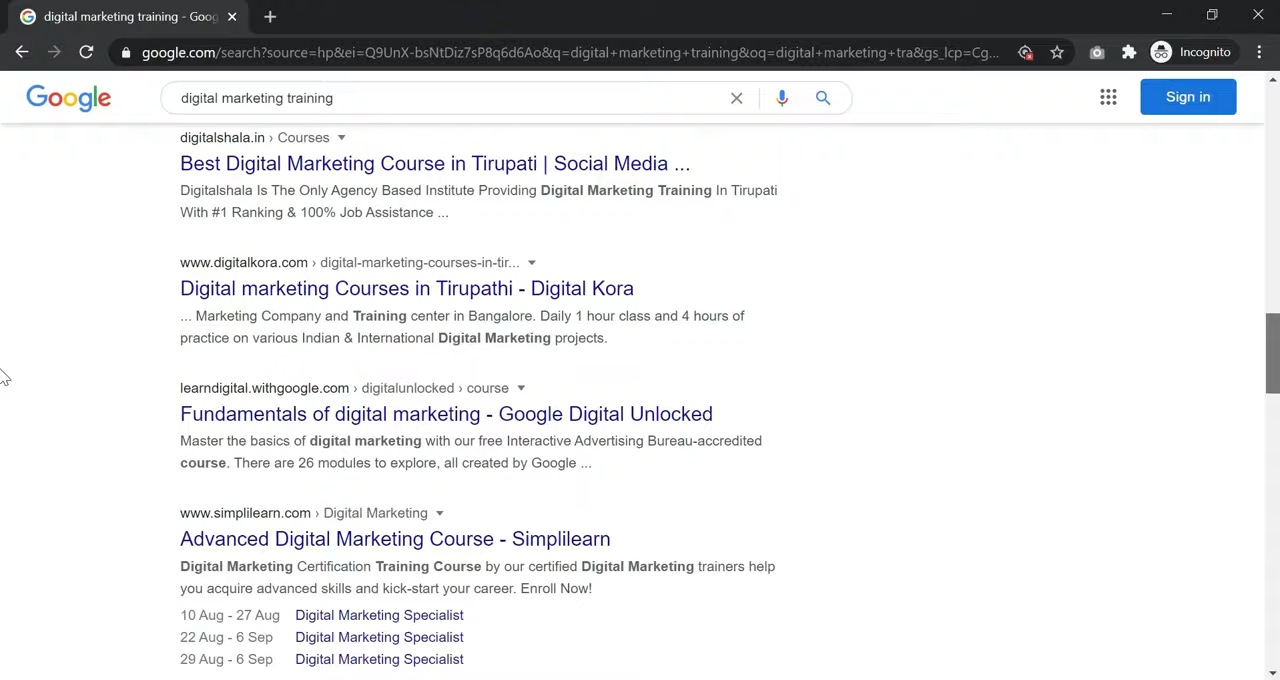 digital marketing training - Goog
google.com/search?source=hp&ei=Q9UnX-bsNtDiz7sP8q6d6Ao&q=digital+marketing+training&oq=digital+marketing+tra&gs_lcp=Cg...
Incognito
Google
digital marketing training
Sign in
digitalshala.in › Courses
Best Digital Marketing Course in Tirupati | Social Media ...
Digitalshala Is The Only Agency Based Institute Providing Digital Marketing Training In Tirupati
With #1 Ranking & 100% Job Assistance ...
www.digitalkora.com › digital-marketing-courses-in-tir...
Digital marketing Courses in Tirupathi - Digital Kora
... Marketing Company and Training center in Bangalore. Daily 1 hour class and 4 hours of
practice on various Indian & International Digital Marketing projects.
learndigital.withgoogle.com › digitalunlocked › course
Fundamentals of digital marketing - Google Digital Unlocked
Master the basics of digital marketing with our free Interactive Advertising Bureau-accredited
course. There are 26 modules to explore, all created by Google ...
www.simplilearn.com › Digital Marketing
Advanced Digital Marketing Course - Simplilearn
Digital Marketing Certification Training Course by our certified Digital Marketing trainers help
you acquire advanced skills and kick-start your career. Enroll Now!
10 Aug - 27 Aug Digital Marketing Specialist
22 Aug - 6 Sep Digital Marketing Specialist
29 Aug - 6 Sep Digital Marketing Specialist